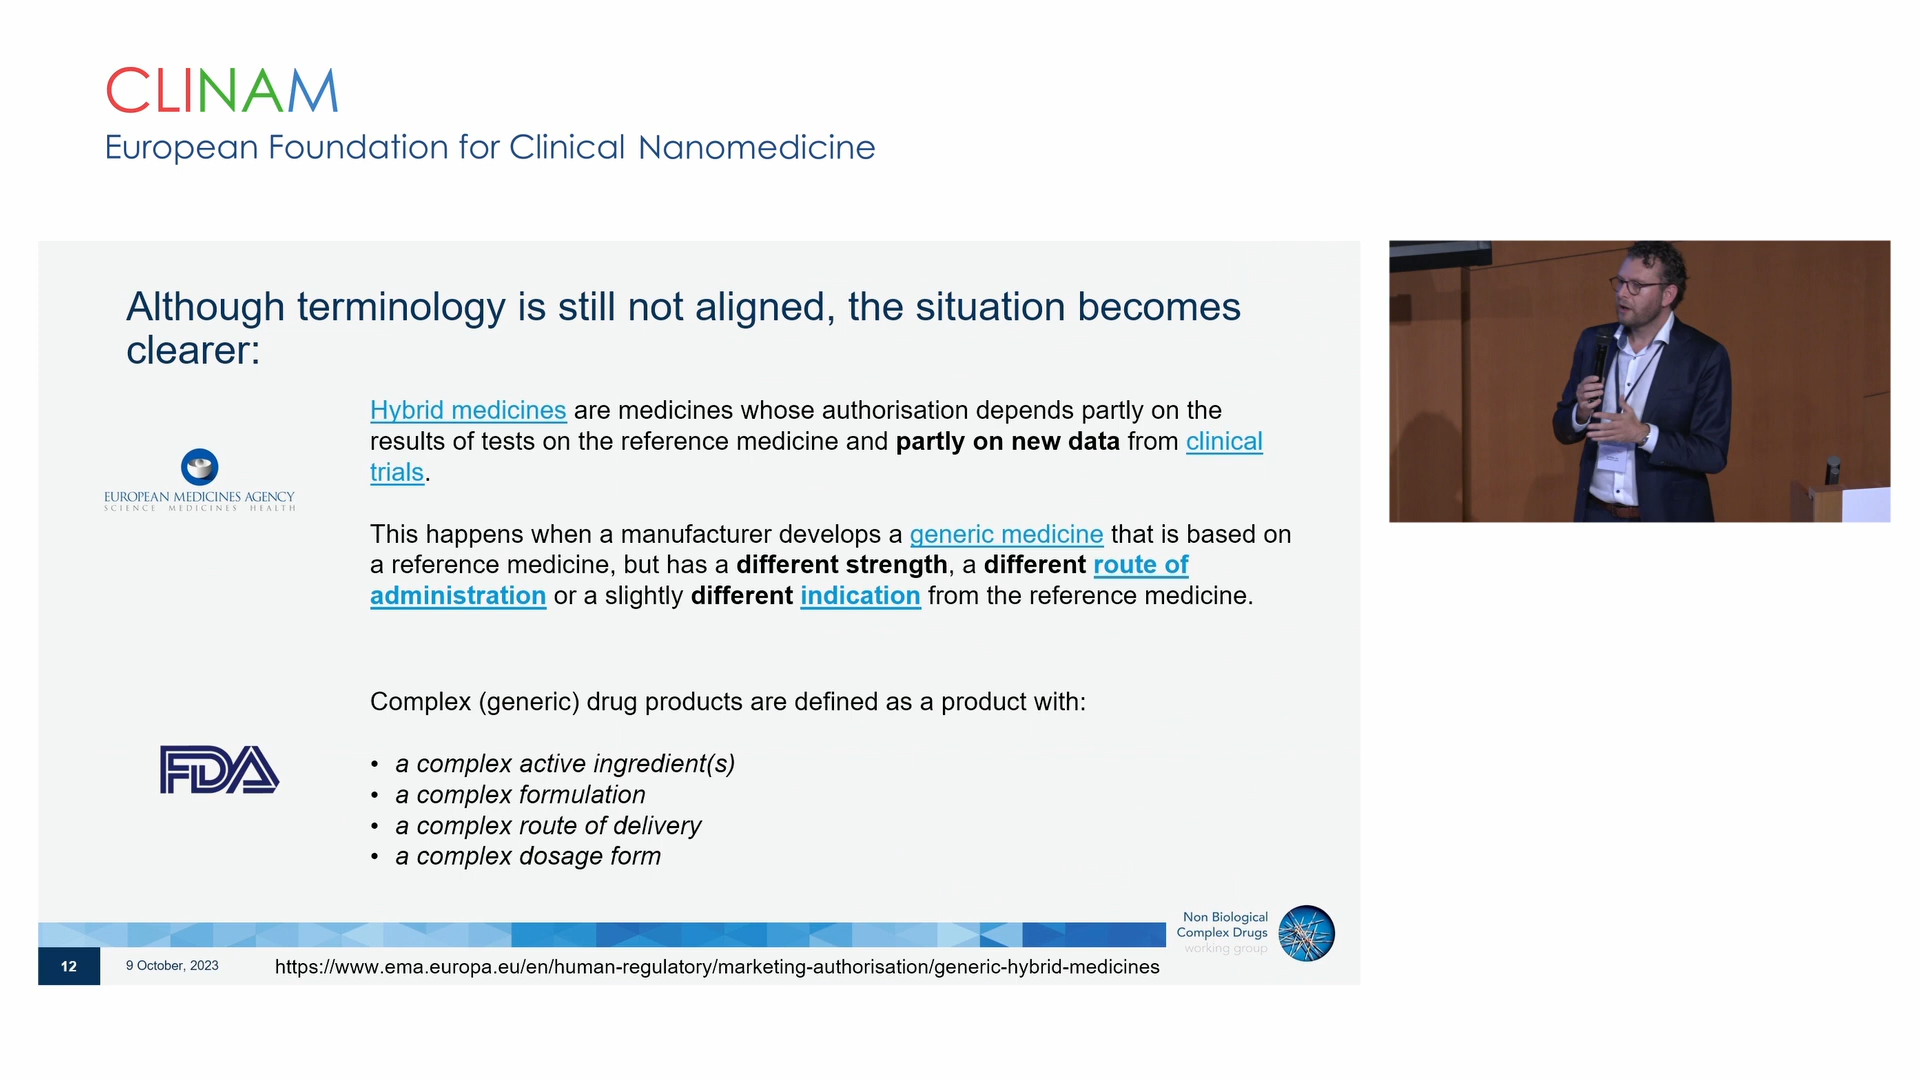 CLINAM
European Foundation for Clinical Nanomedicine
Although terminology is still not aligned, the situation becomes
clearer:
Hybrid medicines are medicines whose authorisation depends partly on the
results of tests on the reference medicine and partly on new data from clinical
trials.
EUROPEAN MEDICINES AGENCY
SCIENCE MEDICINES HEALTH
This happens when a manufacturer develops a generic medicine that is based on
a reference medicine, but has a different strength, a different route of
administration or a slightly different indication from the reference medicine.
Complex (generic) drug products are defined as a product with:
FDA
• a complex active ingredient(s)
• a complex formulation
• a complex route of delivery
• a complex dosage form
Non Biological
Complex Drugs
working group
12
9 October, 2023
https://www.ema.europa.eu/en/human-regulatory/marketing-authorisation/generic-hybrid-medicines